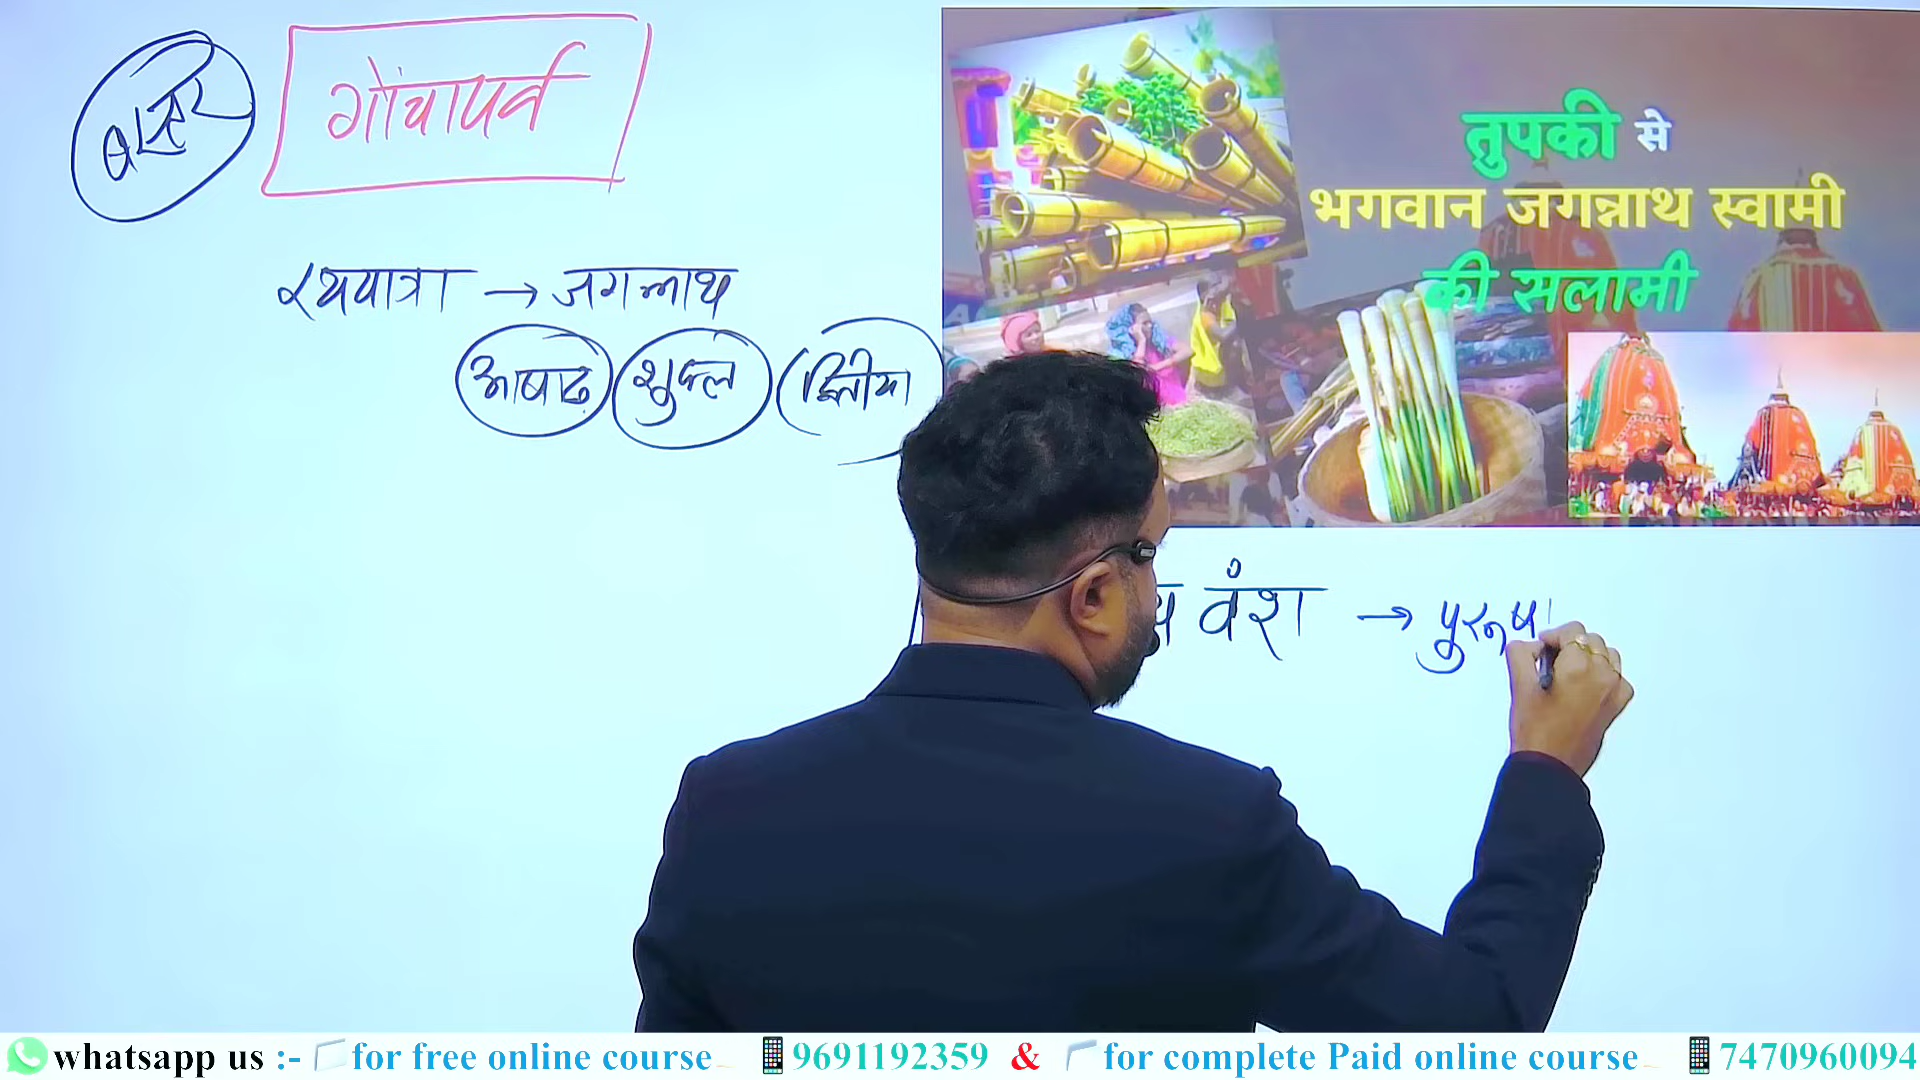 बस्तर गोंचापर्व
रथयात्रा → जगन्नाथ
आषाढ़ शुक्ल द्वितीया
तुपकी से
भगवान जगन्नाथ स्वामी
की सलामी
वंश → पुरुष
whatsapp us :- for free online course 9691192359 & for complete Paid online course 7470960094